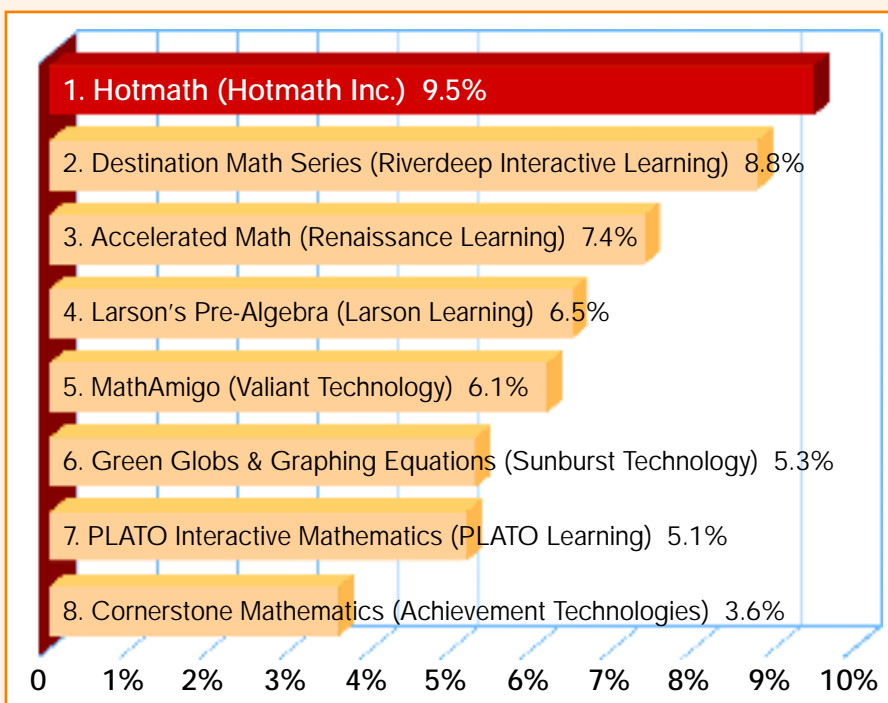 1. Hotmath (Hotmath Inc.) 9.5%
2. Destination Math Series (Riverdeep Interactive Learning) 8.8%
3. Accelerated Math (Renaissance Learning) 7.4%
4. Larson's Pre-Algebra (Larson Learning) 6.5%
5. MathAmigo (Valiant Technology) 6.1%
6. Green Globs & Graphing Equations (Sunburst Technology) 5.3%
7. PLATO Interactive Mathematics (PLATO Learning) 5.1%
8. Cornerstone Mathematics (Achievement Technologies) 3.6%
0 1% 2% 3% 4% 5% 6% 7% 8% 9% 10%